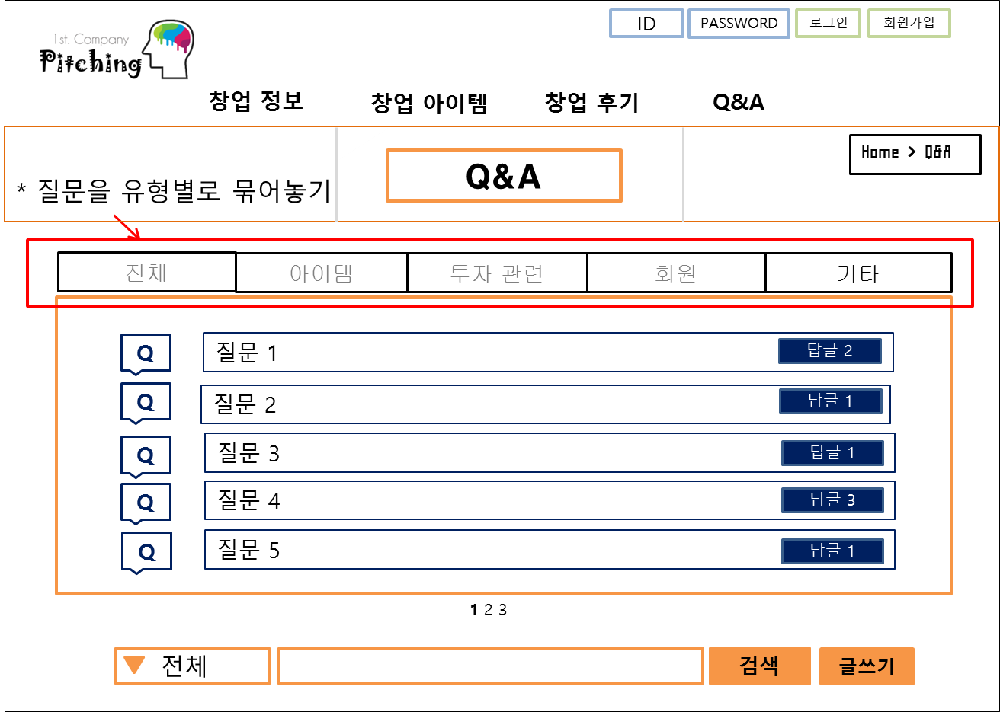 1st. Company
Pitching
ID
PASSWORD
로그인
회원가입
창업 정보
창업 아이템
창업 후기
Q&A
* 질문을 유형별로 묶어놓기
Q&A
Home > Q&A
전체
아이템
투자 관련
회원
기타
Q
질문 1
답글 2
Q
질문 2
답글 1
Q
질문 3
답글 1
Q
질문 4
답글 3
Q
질문 5
답글 1
1 2 3
전체
검색
글쓰기